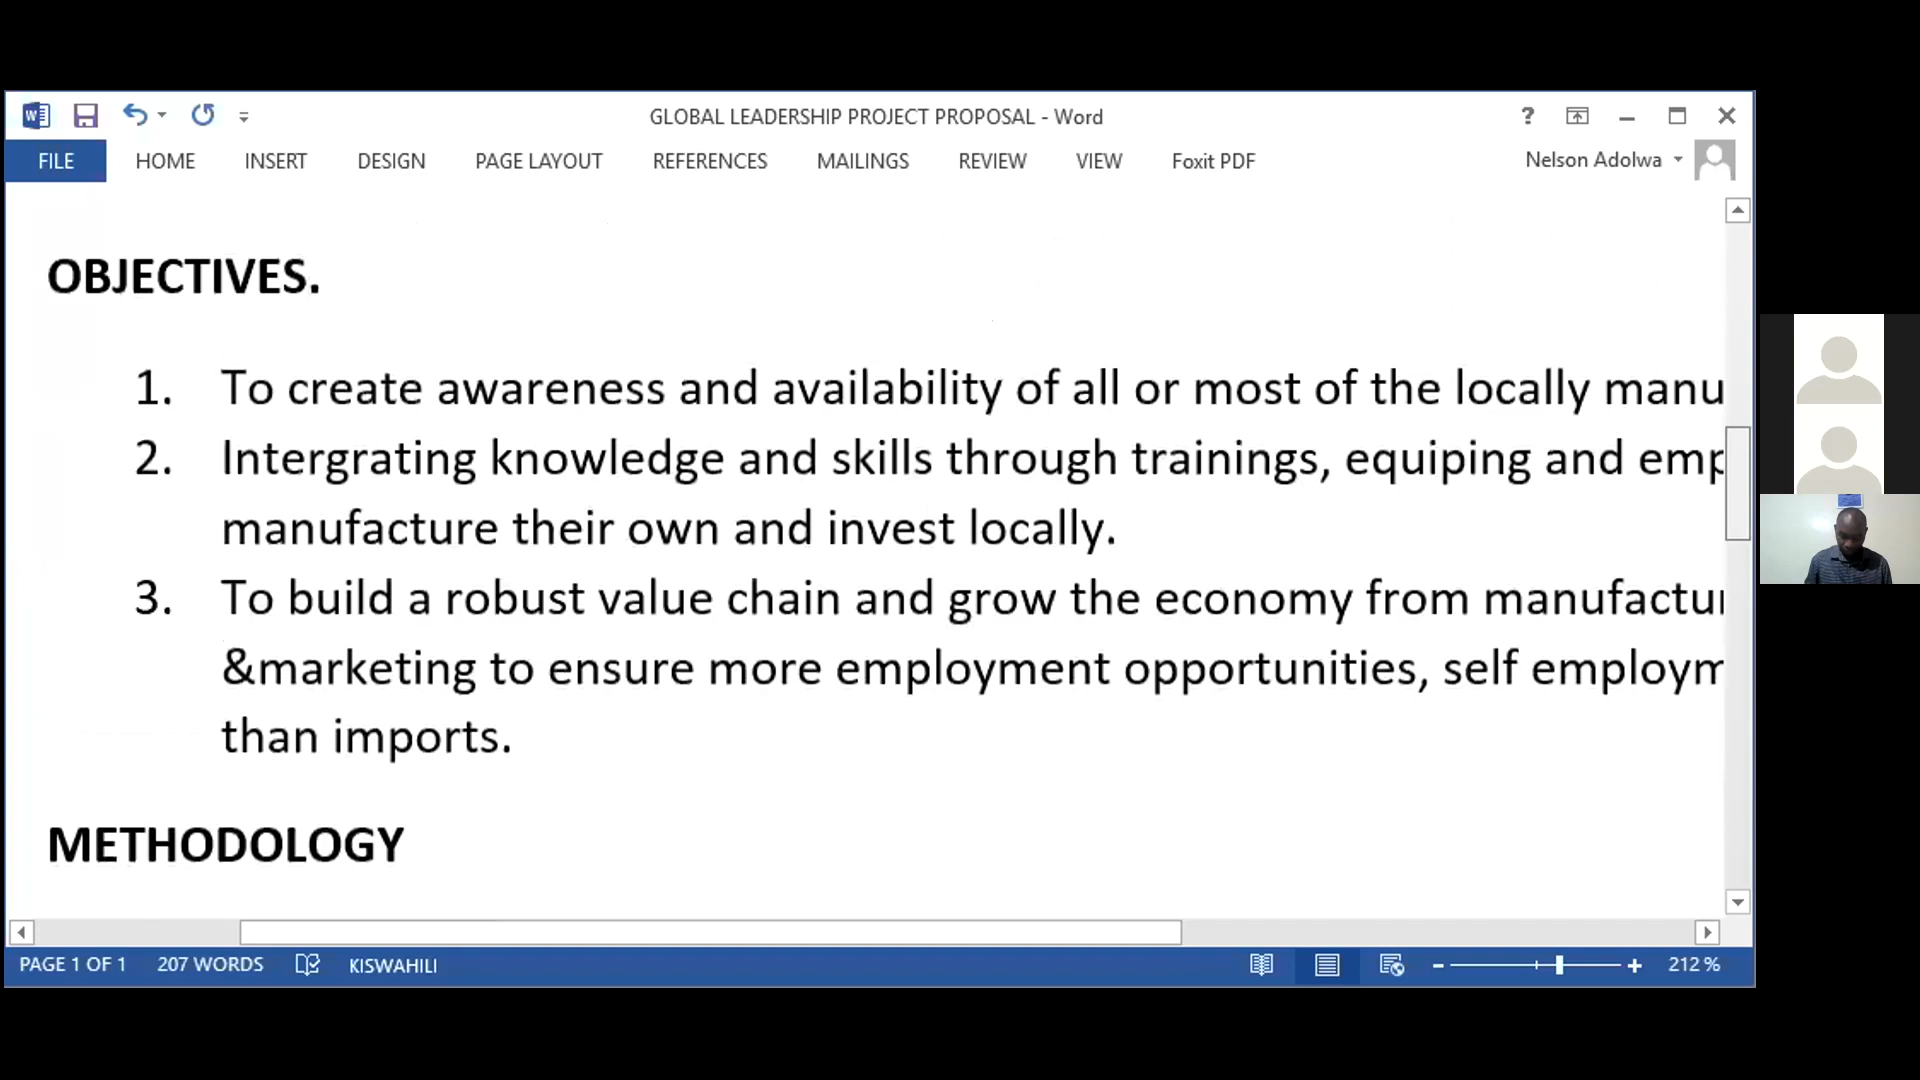 GLOBAL LEADERSHIP PROJECT PROPOSAL - Word
FILE HOME INSERT DESIGN PAGE LAYOUT REFERENCES MAILINGS REVIEW VIEW Foxit PDF Nelson Adolwa
OBJECTIVES.
1. To create awareness and availability of all or most of the locally manu
2. Intergrating knowledge and skills through trainings, equiping and emp
manufacture their own and invest locally.
3. To build a robust value chain and grow the economy from manufactur
&marketing to ensure more employment opportunities, self employm
than imports.
METHODOLOGY
PAGE 1 OF 1 207 WORDS KISWAHILI 212 %